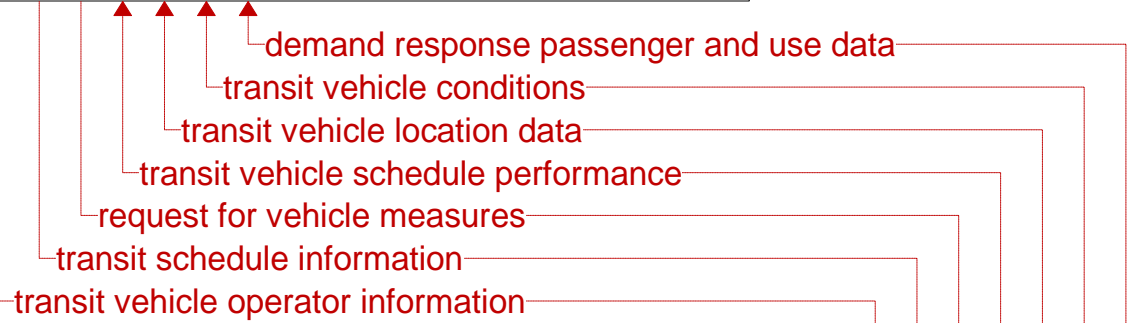 demand response passenger and use data
transit vehicle conditions
transit vehicle location data
transit vehicle schedule performance
request for vehicle measures
transit schedule information
transit vehicle operator information